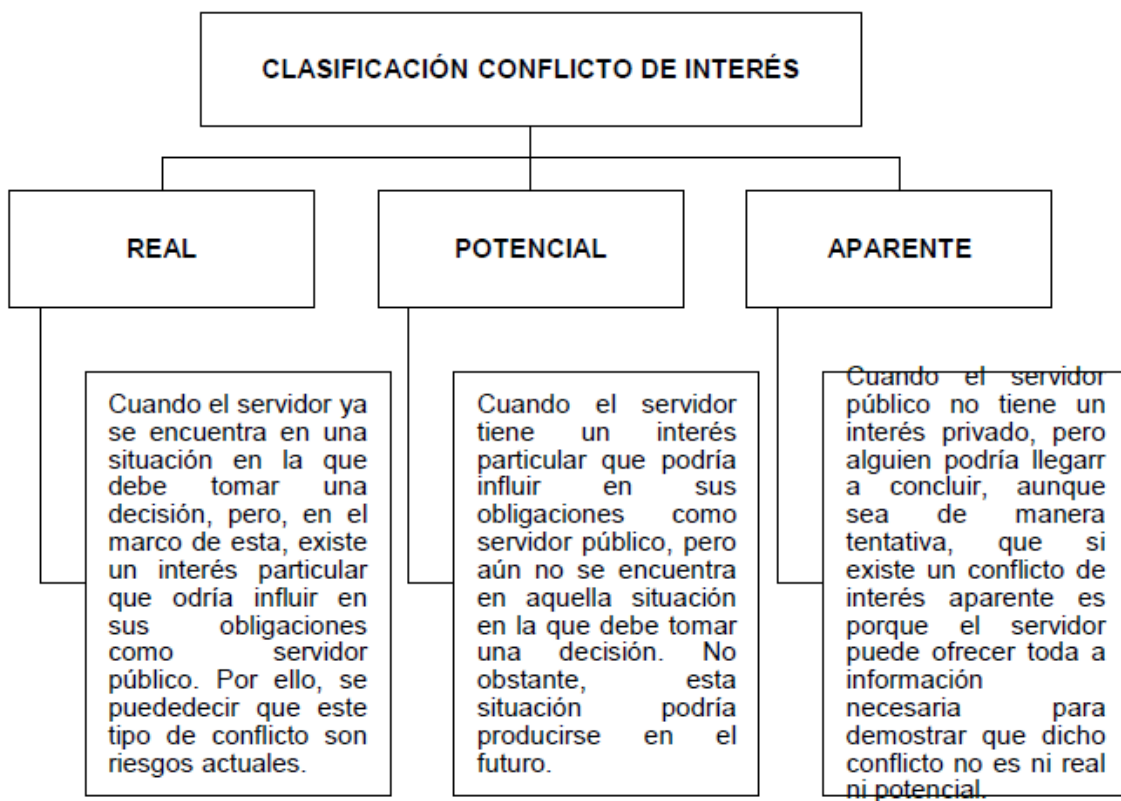 CLASIFICACIÓN CONFLICTO DE INTERÉS
REAL
Cuando el servidor ya
se encuentra en una
situación en la que
debe tomar una
decisión, pero, en el
marco de esta, existe
un interés particular
que odría influir en
sus obligaciones
como servidor
público. Por ello, se
puededecir que este
tipo de conflicto son
riesgos actuales.
POTENCIAL
Cuando el servidor
tiene un interés
particular que podría
influir en sus
obligaciones como
servidor público, pero
aún no se encuentra
en aquella situación
en la que debe tomar
una decisión. No
obstante, esta
situación podría
producirse en el
futuro.
APARENTE
Cuando el servidor
público no tiene un
interés privado, pero
alguien podría llegarr
a concluir, aunque
sea de manera
tentativa, que si
existe un conflicto de
interés aparente es
porque el servidor
puede ofrecer toda a
información
necesaria para
demostrar que dicho
conflicto no es ni real
ni potencial.